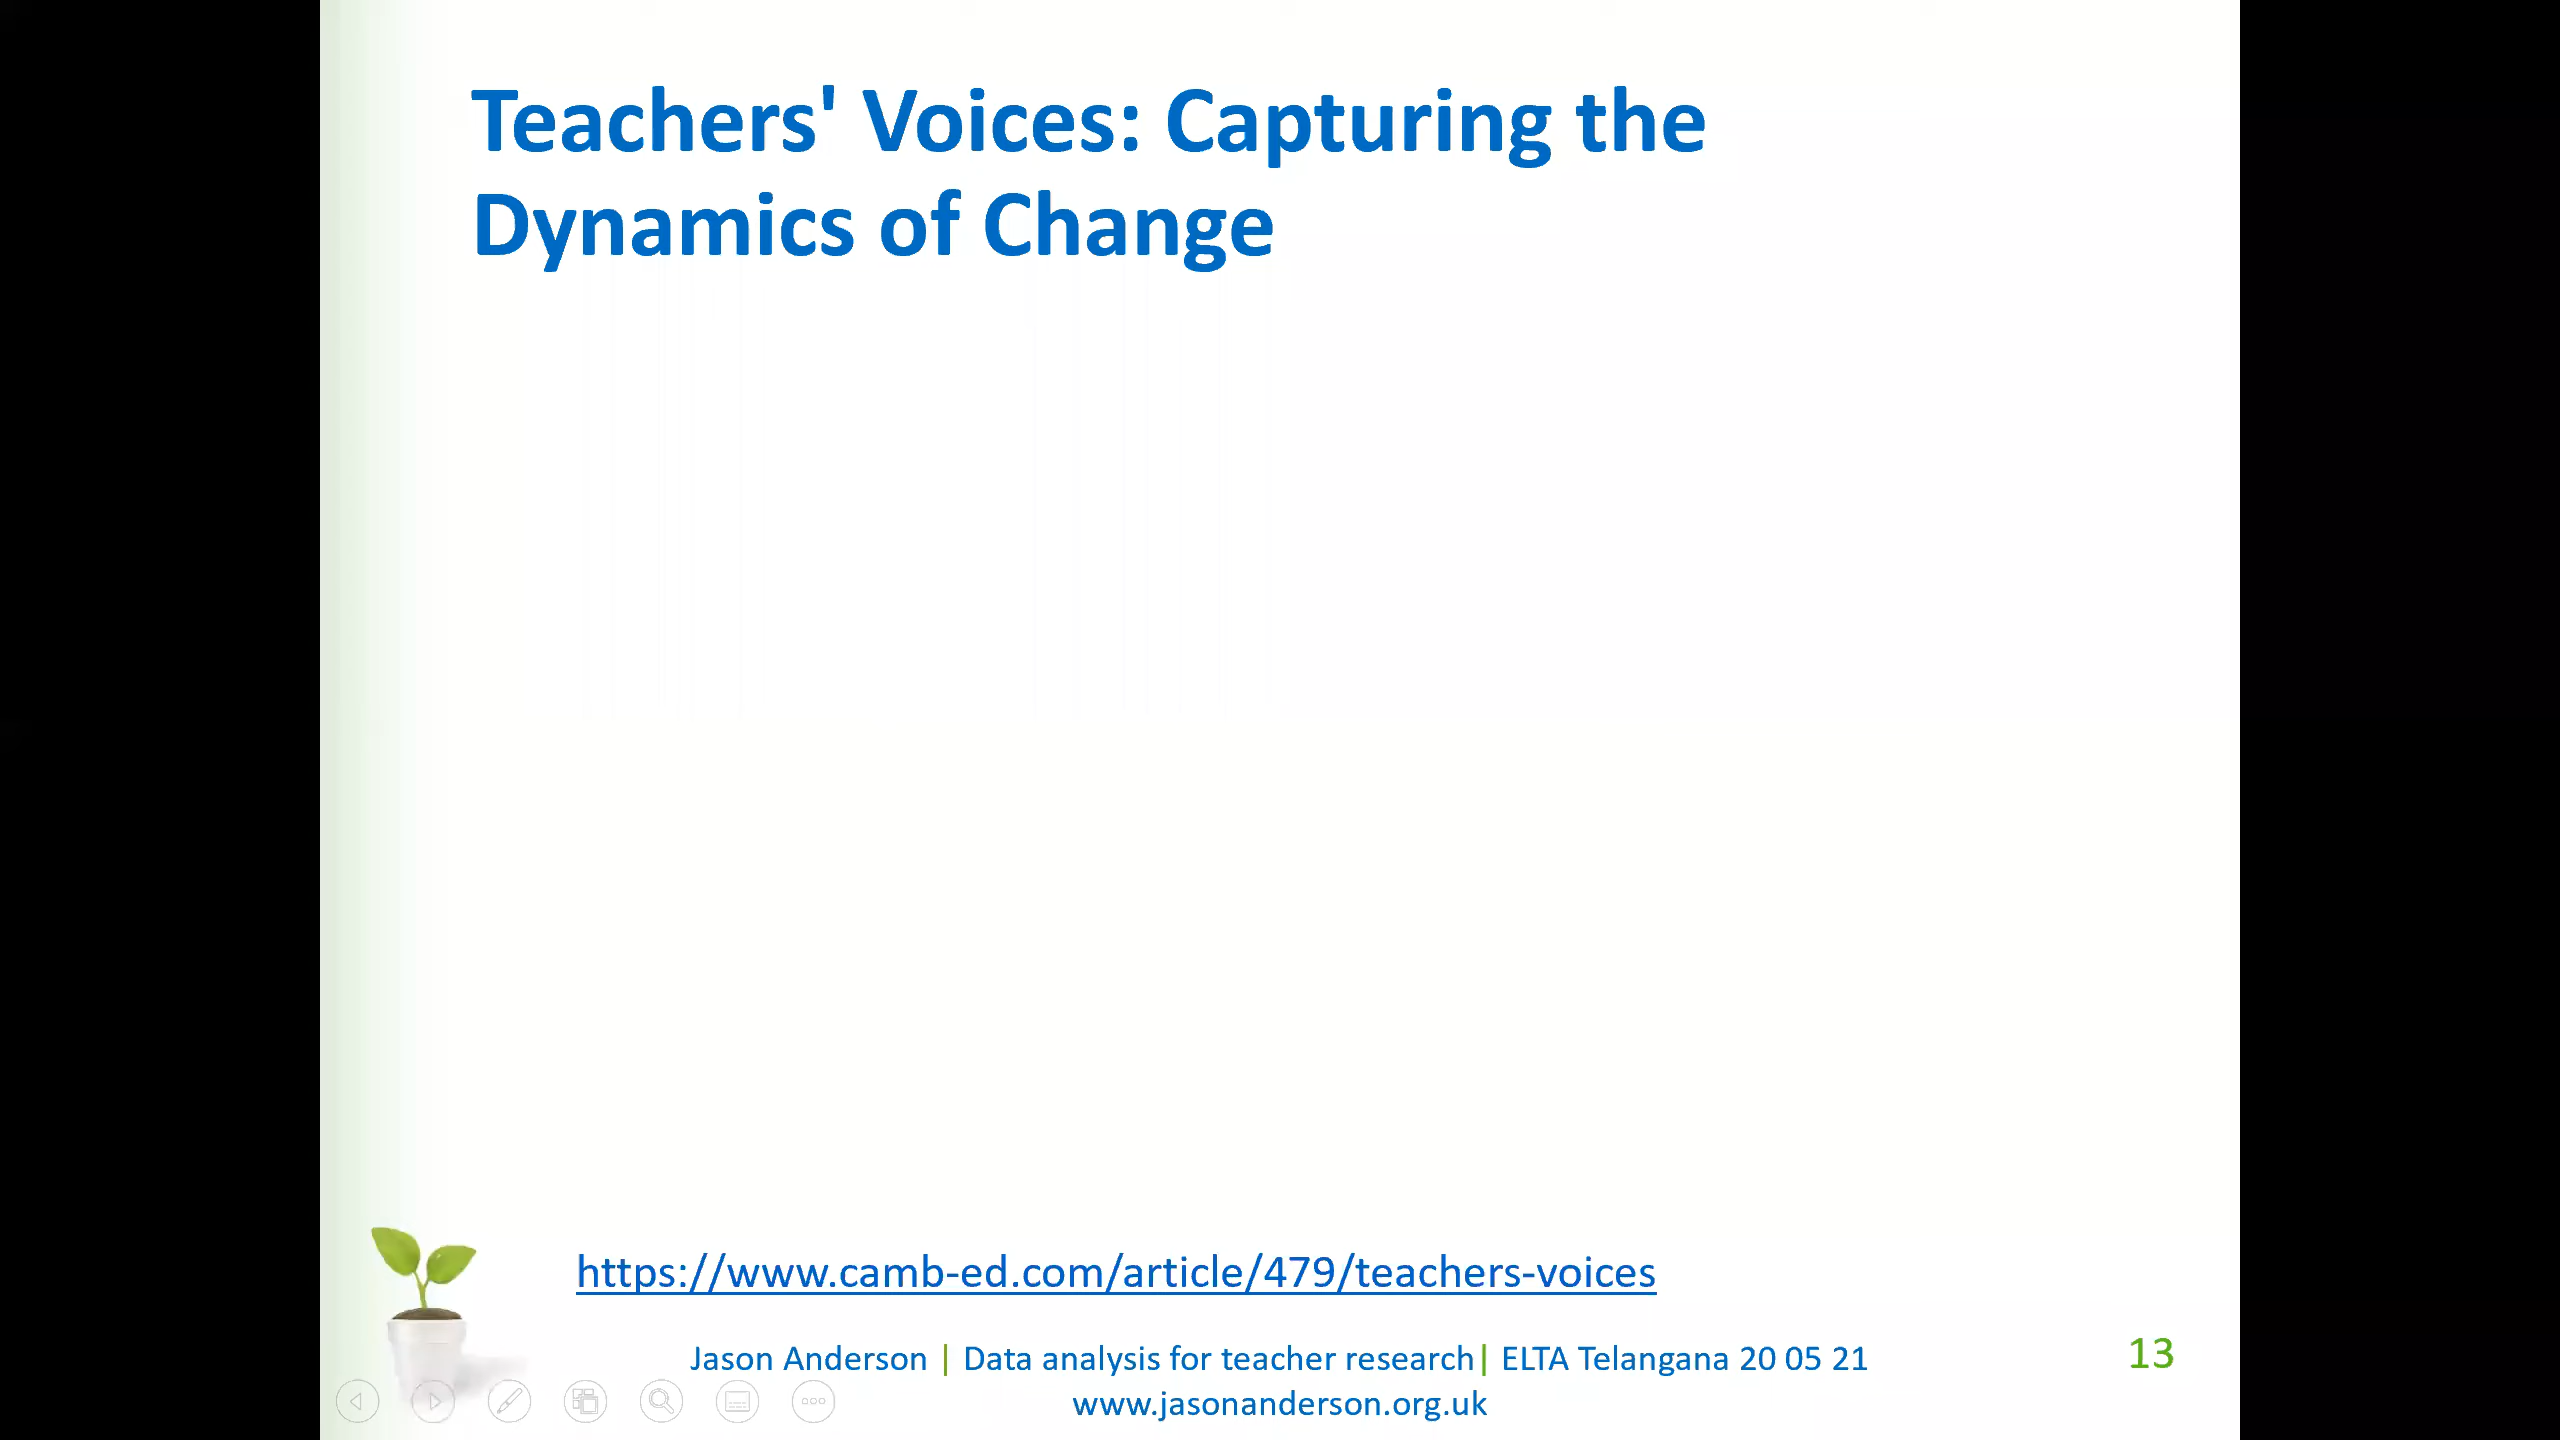 Teachers' Voices: Capturing the
Dynamics of Change
https://www.camb-ed.com/article/479/teachers-voices
Jason Anderson | Data analysis for teacher research| ELTA Telangana 20 05 21
www.jasonanderson.org.uk
13